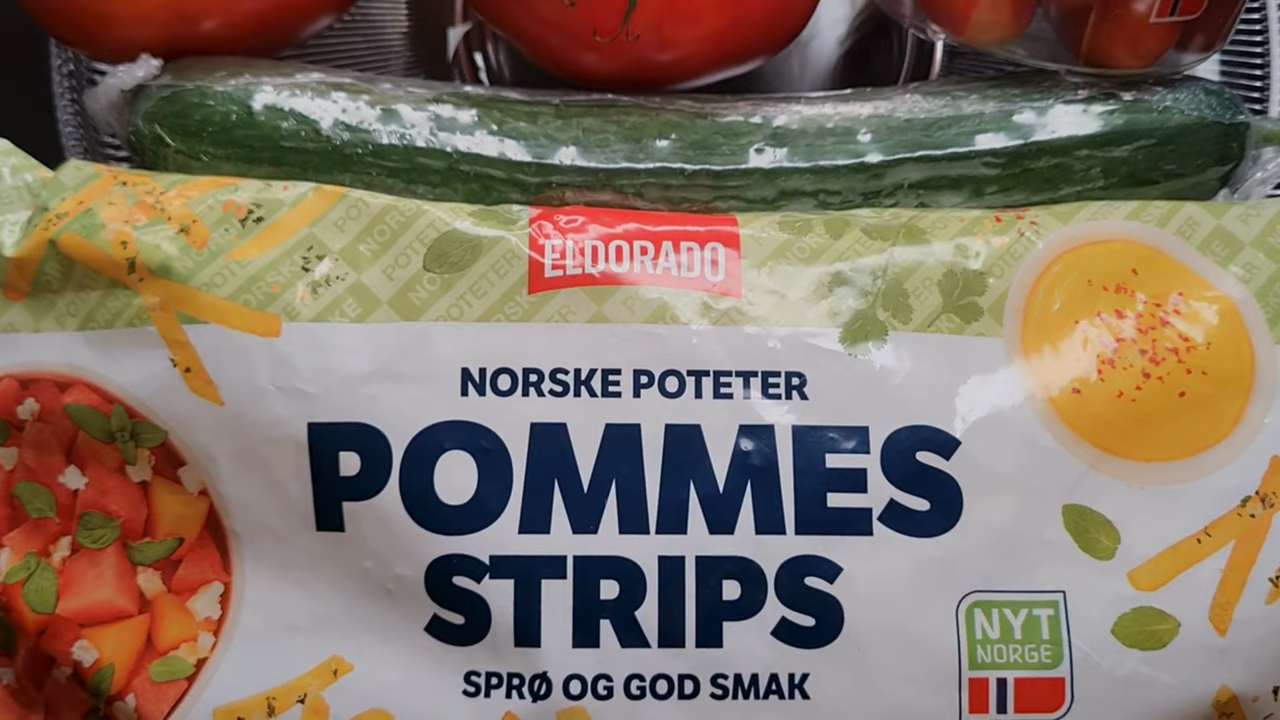 ELDORADO
NORSKE POTETER
POMMES
STRIPS
SPRØ OG GOD SMAK
NYT
NORGE